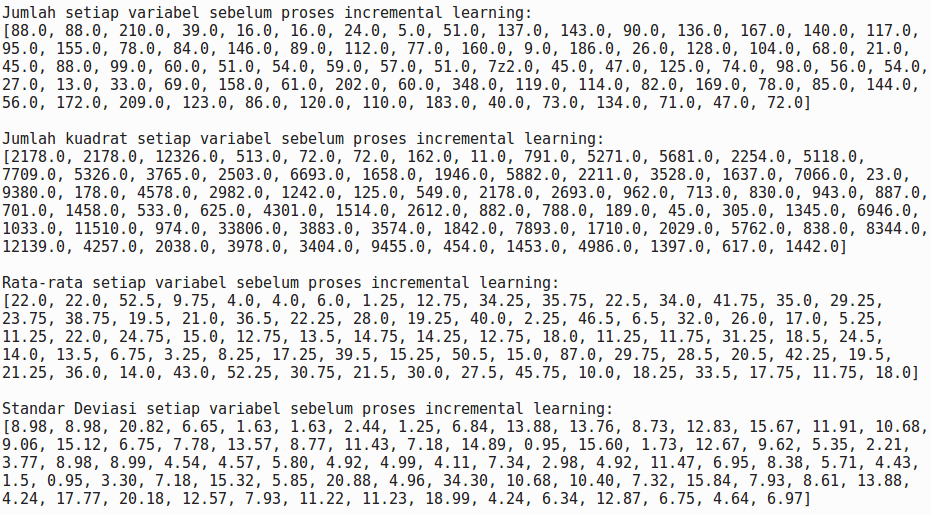 Jumlah setiap variabel sebelum proses incremental learning:
[88.0, 88.0, 210.0, 39.0, 16.0, 16.0, 24.0, 5.0, 51.0, 137.0, 143.0, 90.0, 136.0, 167.0, 140.0, 117.0,
95.0, 155.0, 78.0, 84.0, 146.0, 89.0, 112.0, 77.0, 160.0, 9.0, 186.0, 26.0, 128.0, 104.0, 68.0, 21.0,
45.0, 88.0, 99.0, 60.0, 51.0, 54.0, 59.0, 57.0, 51.0, 7z2.0, 45.0, 47.0, 125.0, 74.0, 98.0, 56.0, 54.0,
27.0, 13.0, 33.0, 69.0, 158.0, 61.0, 202.0, 60.0, 348.0, 119.0, 114.0, 82.0, 169.0, 78.0, 85.0, 144.0,
56.0, 172.0, 209.0, 123.0, 86.0, 120.0, 110.0, 183.0, 40.0, 73.0, 134.0, 71.0, 47.0, 72.0]
Jumlah kuadrat setiap variabel sebelum proses incremental learning:
[2178.0, 2178.0, 12326.0, 513.0, 72.0, 72.0, 162.0, 11.0, 791.0, 5271.0, 5681.0, 2254.0, 5118.0,
7709.0, 5326.0, 3765.0, 2503.0, 6693.0, 1658.0, 1946.0, 5882.0, 2211.0, 3528.0, 1637.0, 7066.0, 23.0,
9380.0, 178.0, 4578.0, 2982.0, 1242.0, 125.0, 549.0, 2178.0, 2693.0, 962.0, 713.0, 830.0, 943.0, 887.0,
701.0, 1458.0, 533.0, 625.0, 4301.0, 1514.0, 2612.0, 882.0, 788.0, 189.0, 45.0, 305.0, 1345.0, 6946.0,
1033.0, 11510.0, 974.0, 33806.0, 3883.0, 3574.0, 1842.0, 7893.0, 1710.0, 2029.0, 5762.0, 838.0, 8344.0,
12139.0, 4257.0, 2038.0, 3978.0, 3404.0, 9455.0, 454.0, 1453.0, 4986.0, 1397.0, 617.0, 1442.0]
Rata-rata setiap variabel sebelum proses incremental learning:
[22.0, 22.0, 52.5, 9.75, 4.0, 4.0, 6.0, 1.25, 12.75, 34.25, 35.75, 22.5, 34.0, 41.75, 35.0, 29.25,
23.75, 38.75, 19.5, 21.0, 36.5, 22.25, 28.0, 19.25, 40.0, 2.25, 46.5, 6.5, 32.0, 26.0, 17.0, 5.25,
11.25, 22.0, 24.75, 15.0, 12.75, 13.5, 14.75, 14.25, 12.75, 18.0, 11.25, 11.75, 31.25, 18.5, 24.5,
14.0, 13.5, 6.75, 3.25, 8.25, 17.25, 39.5, 15.25, 50.5, 15.0, 87.0, 29.75, 28.5, 20.5, 42.25, 19.5,
21.25, 36.0, 14.0, 43.0, 52.25, 30.75, 21.5, 30.0, 27.5, 45.75, 10.0, 18.25, 33.5, 17.75, 11.75, 18.0]
Standar Deviasi setiap variabel sebelum proses incremental learning:
[8.98, 8.98, 20.82, 6.65, 1.63, 1.63, 2.44, 1.25, 6.84, 13.88, 13.76, 8.73, 12.83, 15.67, 11.91, 10.68,
9.06, 15.12, 6.75, 7.78, 13.57, 8.77, 11.43, 7.18, 14.89, 0.95, 15.60, 1.73, 12.67, 9.62, 5.35, 2.21,
3.77, 8.98, 8.99, 4.54, 4.57, 5.80, 4.92, 4.99, 4.11, 7.34, 2.98, 4.92, 11.47, 6.95, 8.38, 5.71, 4.43,
1.5, 0.95, 3.30, 7.18, 15.32, 5.85, 20.88, 4.96, 34.30, 10.68, 10.40, 7.32, 15.84, 7.93, 8.61, 13.88,
4.24, 17.77, 20.18, 12.57, 7.93, 11.22, 11.23, 18.99, 4.24, 6.34, 12.87, 6.75, 4.64, 6.97]